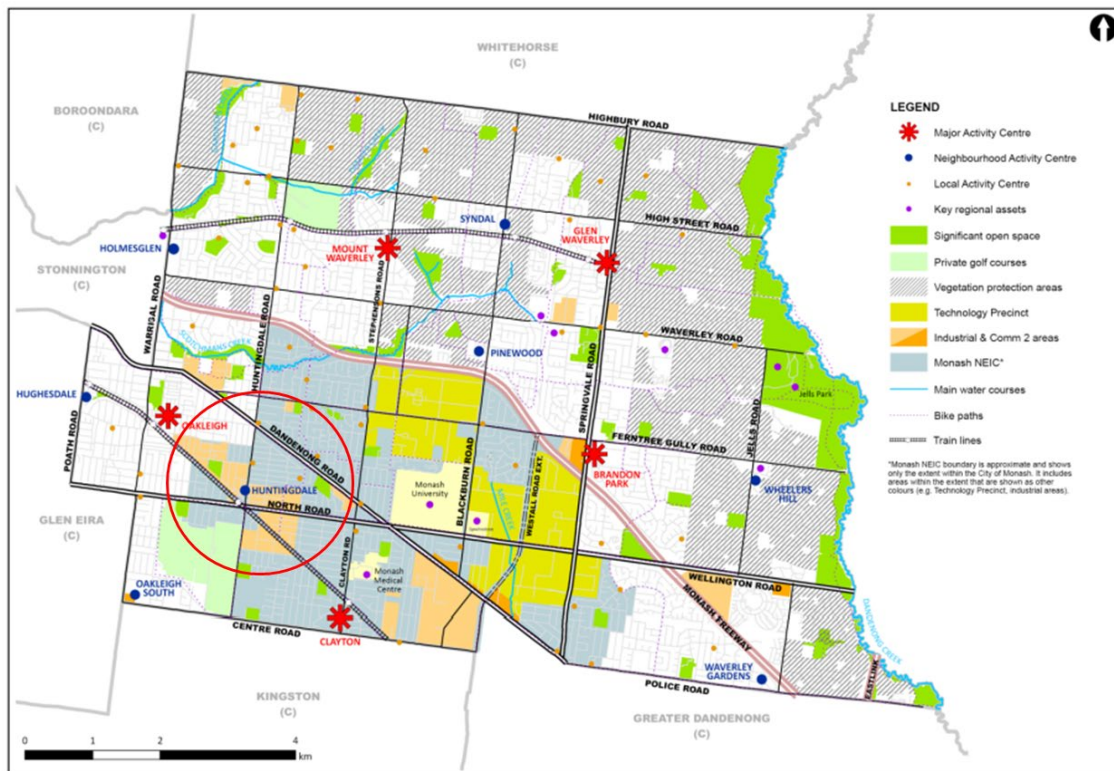 WHITEHORSE
(C)
BOROONDARA
(C)
HIGHBURY ROAD
LEGEND
Major Activity Centre
Neighbourhood Activity Centre
Local Activity Centre
Key regional assets
Significant open space
Private golf courses
Vegetation protection areas
Technology Precinct
Industrial & Comm 2 areas
Monash NEIC*
Main water courses
Bike paths
Train lines
*Monash NEIC boundary is approximate and shows
only the extent within the City of Monash. It includes
areas within the extent that are shown as other
colours (e.g. Technology Precinct, industrial areas).
SYNDAL
GLEN
WAVERLEY
HIGH STREET ROAD
HOLMESGLEN
MOUNT
WAVERLEY
STONNINGTON
(C)
STEPHENSONS ROAD
WARRIGAL ROAD
HUNTINGDALE ROAD
SCOTCHMANS CREEK
WAVERLEY ROAD
PINEWOOD
SPRINGVALE ROAD
Jells Park
JELLS ROAD
HUGHESDALE
POATH ROAD
OAKLEIGH
DANDENONG ROAD
BLACKBURN ROAD
WESTALL ROAD EXT.
FERNTREE GULLY ROAD
BRANDON
PARK
WHEELERS
HILL
HUNTINGDALE
NORTH ROAD
Monash
University
GLEN EIRA
(C)
CLAYTON RD
Monash
Medical
Centre
WELLINGTON ROAD
MONASH FREEWAY
OAKLEIGH
SOUTH
CENTRE ROAD
CLAYTON
DANDENONG CREEK
WAVERLEY
GARDENS
EASTLINK
POLICE ROAD
KINGSTON
(C)
GREATER DANDENONG
(C)
0 1 2 4
km